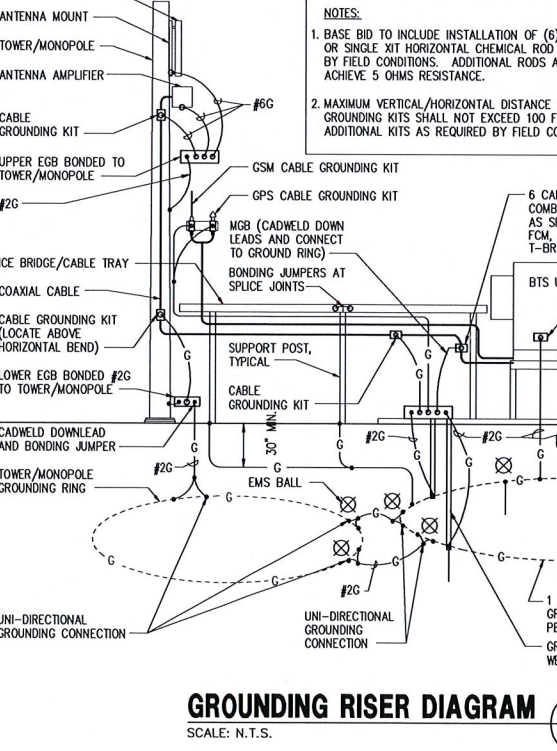 ANTENNA MOUNT
TOWER/MONOPOLE
ANTENNA AMPLIFIER
CABLE
GROUNDING KIT
UPPER EGB BONDED TO
TOWER/MONOPOLE
#2G
#6G
NOTES:
1. BASE BID TO INCLUDE INSTALLATION OF (6)
OR SINGLE XIT HORIZONTAL CHEMICAL ROD
BY FIELD CONDITIONS. ADDITIONAL RODS
ACHIEVE 5 OHMS RESISTANCE.
2. MAXIMUM VERTICAL/HORIZONTAL DISTANCE
GROUNDING KITS SHALL NOT EXCEED 100
ADDITIONAL KITS AS REQUIRED BY FIELD
GSM CABLE GROUNDING KIT
GPS CABLE GROUNDING KIT
MGB (CADWELD DOWN
LEADS AND CONNECT
TO GROUND RING)
6
AS
FCM,
BTS
ICE BRIDGE/CABLE TRAY
BONDING JUMPERS AT
SPLICE JOINTS
COAXIAL CABLE
CABLE GROUNDING KIT
(LOCATE ABOVE
HORIZONTAL BEND)
G
SUPPORT POST,
TYPICAL
G
G
LOWER EGB BONDED #2G
TO TOWER/MONOPOLE
CABLE
GROUNDING KIT
G
CADWELD DOWNLEAD
AND BONDING JUMPER
G
G
30" MIN.
G
#2G
G
G
#2G
G
#2G
G
TOWER/MONOPOLE
GROUNDING RING
G
EMS BALL
G
G
G
G
G
G
G
#2G
UNI-DIRECTIONAL
GROUNDING CONNECTION
UNI-DIRECTIONAL
GROUNDING
CONNECTION
1
GROUNDING RISER DIAGRAM
SCALE: N.T.S.